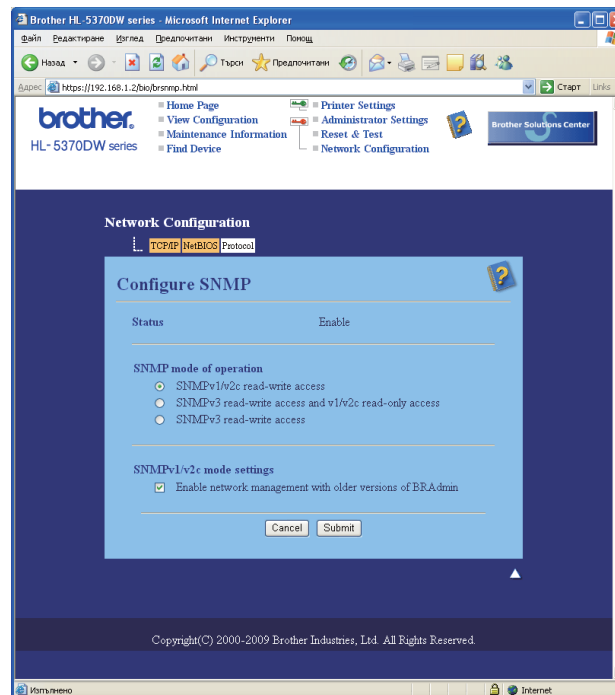 Brother HL-5370DW series - Microsoft Internet Explorer
Файл Редактиране Изглед Предпочитани Инструменти Помощ
Назад Търси Предпочитани
Адрес https://192.168.1.2/bio/brsnmp.html Старт Links
brother.
HL-5370DW series
Home Page
View Configuration
Maintenance Information
Find Device
Printer Settings
Administrator Settings
Reset & Test
Network Configuration
Brother Solutions Center
Network Configuration
TCP/IP NetBIOS Protocol
Configure SNMP
Status Enable
SNMP mode of operation
SNMPv1/v2c read-write access
SNMPv3 read-write access and v1/v2c read-only access
SNMPv3 read-write access
SNMPv1/v2c mode settings
Enable network management with older versions of BRAdmin
Cancel Submit
Copyright(C) 2000-2009 Brother Industries, Ltd. All Rights Reserved.
Изпълнено Internet